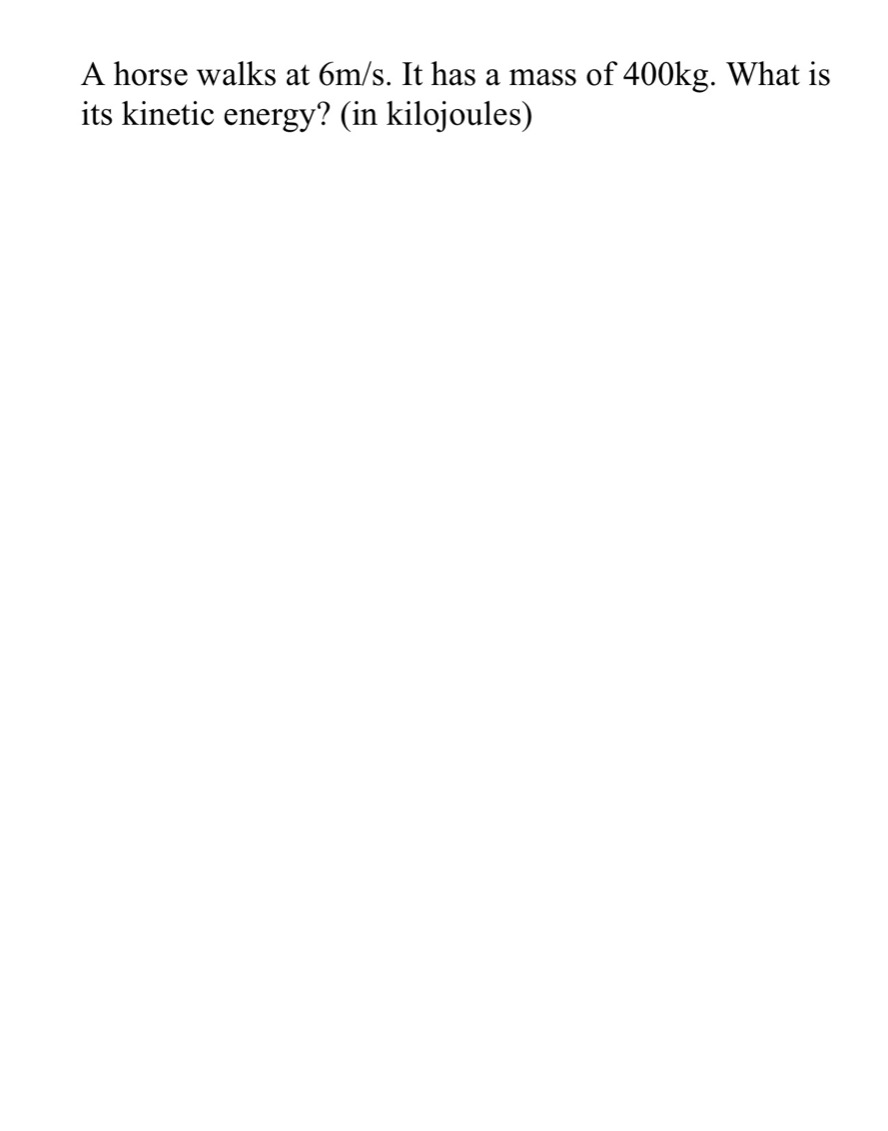 A horse walks at 6m/s. It has a mass of 400kg. What is
its kinetic energy? (in kilojoules)